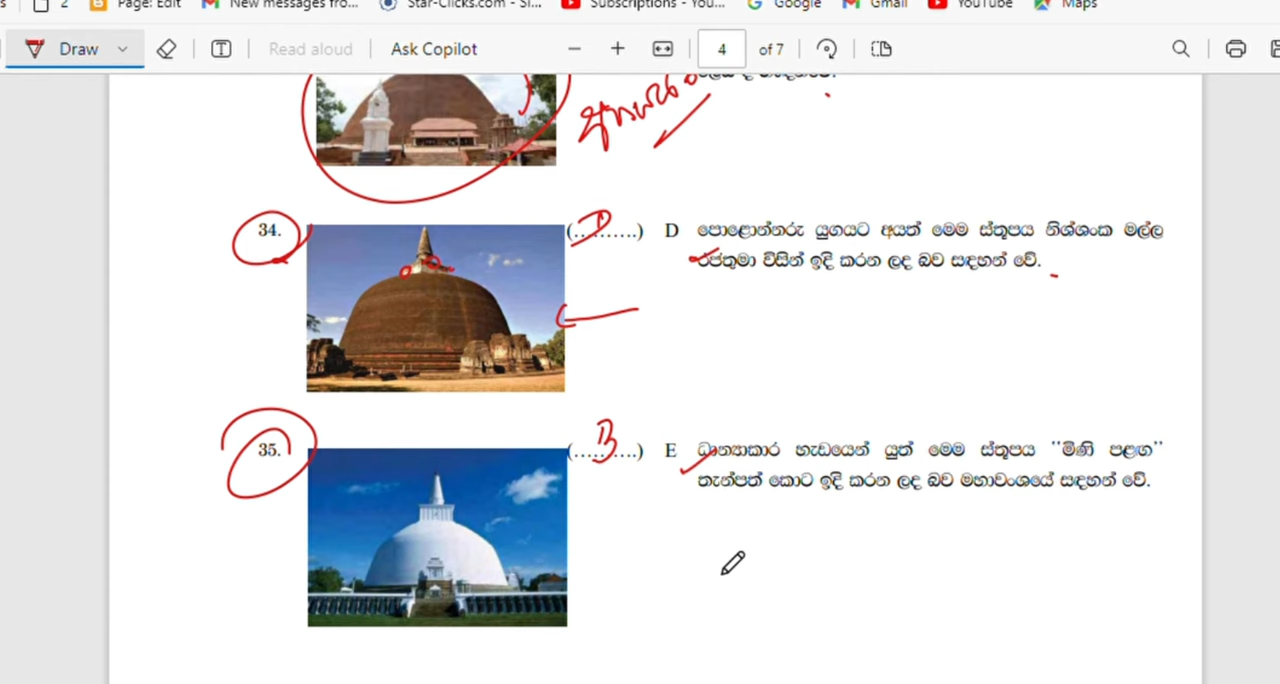 2 Page: Edit New messages fro... Star-Clicks.com - Si... Subscriptions - You... Google Gmail YouTube Maps
Draw Read aloud Ask Copilot 4 of 7
34. (..........) D පොළොන්නරු යුගයට අයත් මෙම ස්තූපය නිශ්ශංක මල්ල
D
රජතුමා විසින් ඉදි කරන ලද බව සඳහන් වේ.
35. (..........) E ධාන්‍යාකාර හැඩයෙන් යුත් මෙම ස්තූපය "මිණි පළඟ"
B
තැන්පත් කොට ඉදි කරන ලද බව මහාවංශයේ සඳහන් වේ.